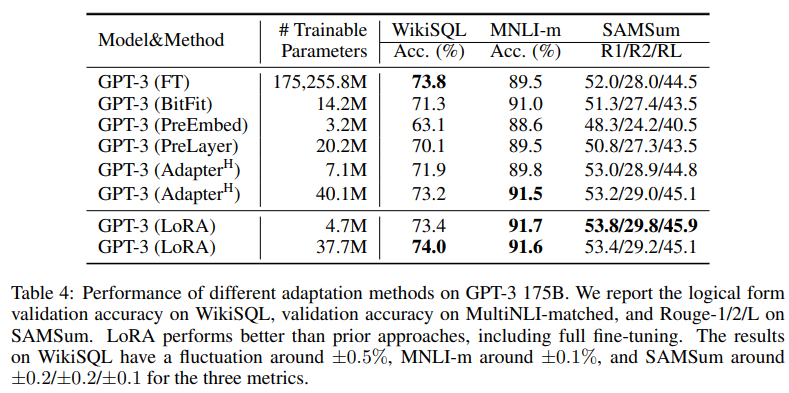 Model&Method # Trainable Parameters WikiSQL MNLI-m SAMSum
Acc. (%) Acc. (%) R1/R2/RL
GPT-3 (FT) 175,255.8M 73.8 89.5 52.0/28.0/44.5
GPT-3 (BitFit) 14.2M 71.3 91.0 51.3/27.4/43.5
GPT-3 (PreEmbed) 3.2M 63.1 88.6 48.3/24.2/40.5
GPT-3 (PreLayer) 20.2M 70.1 89.5 50.8/27.3/43.5
GPT-3 (Adapterᴴ) 7.1M 71.9 89.8 53.0/28.9/44.8
GPT-3 (Adapterᴴ) 40.1M 73.2 91.5 53.2/29.0/45.1
GPT-3 (LoRA) 4.7M 73.4 91.7 53.8/29.8/45.9
GPT-3 (LoRA) 37.7M 74.0 91.6 53.4/29.2/45.1
Table 4: Performance of different adaptation methods on GPT-3 175B. We report the logical form
validation accuracy on WikiSQL, validation accuracy on MultiNLI-matched, and Rouge-1/2/L on
SAMSum. LoRA performs better than prior approaches, including full fine-tuning. The results
on WikiSQL have a fluctuation around ±0.5%, MNLI-m around ±0.1%, and SAMSum around
±0.2/±0.2/±0.1 for the three metrics.